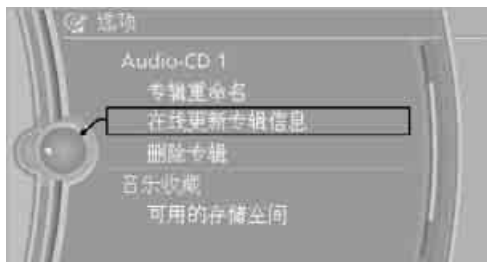 选项
Audio-CD 1
专辑重命名
在线更新专辑信息
删除专辑
音乐收藏
可用的存储空间